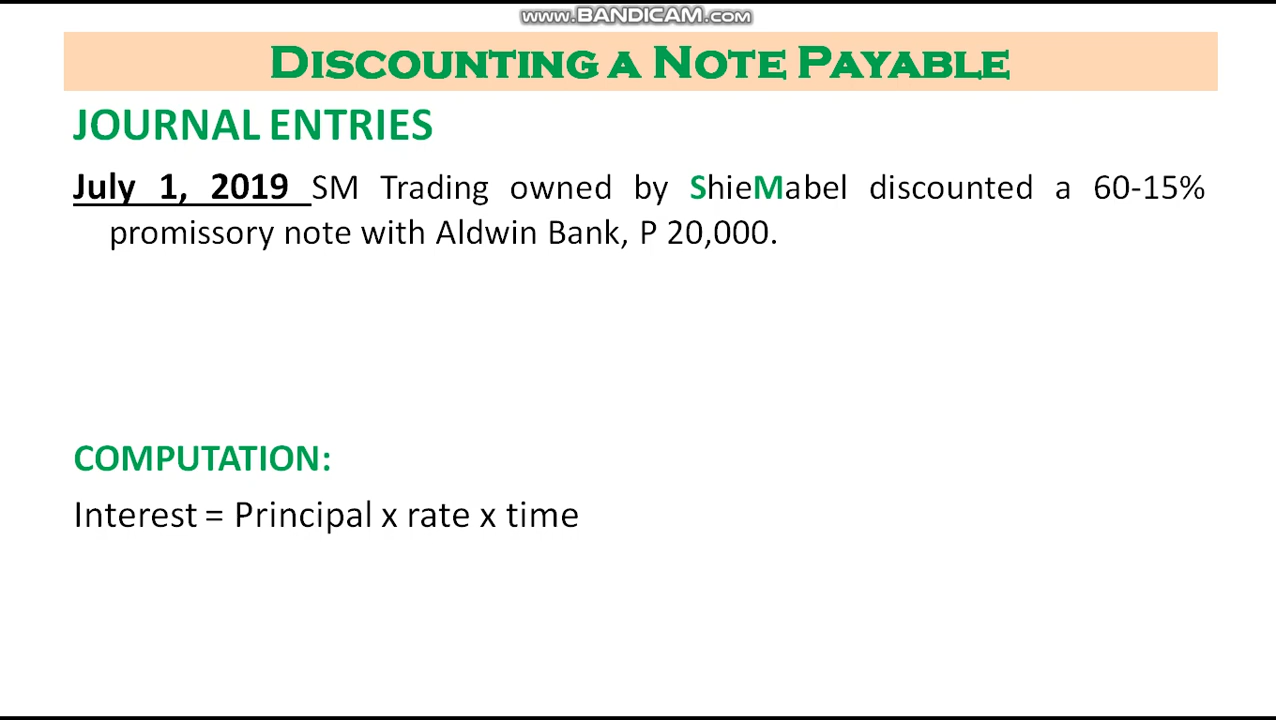 www.BANDICAM.com
DISCOUNTING A NOTE PAYABLE
JOURNAL ENTRIES
July 1, 2019 SM Trading owned by ShieMabel discounted a 60-15%
promissory note with Aldwin Bank, P 20,000.
COMPUTATION:
Interest = Principal x rate x time